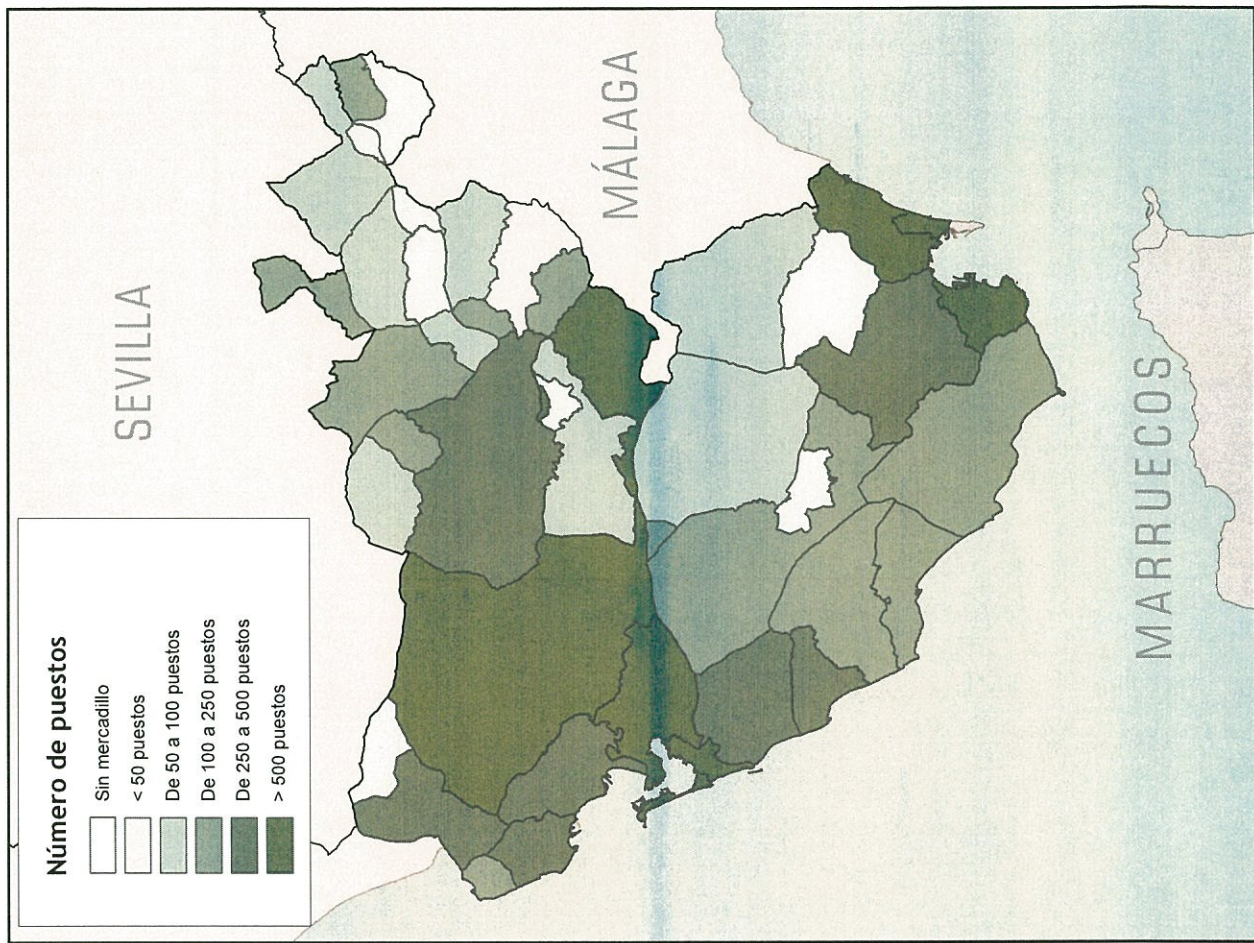 Número de puestos
Sin mercadillo
< 50 puestos
De 50 a 100 puestos
De 100 a 250 puestos
De 250 a 500 puestos
> 500 puestos
SEVILLA
MÁLAGA
MARRUECOS